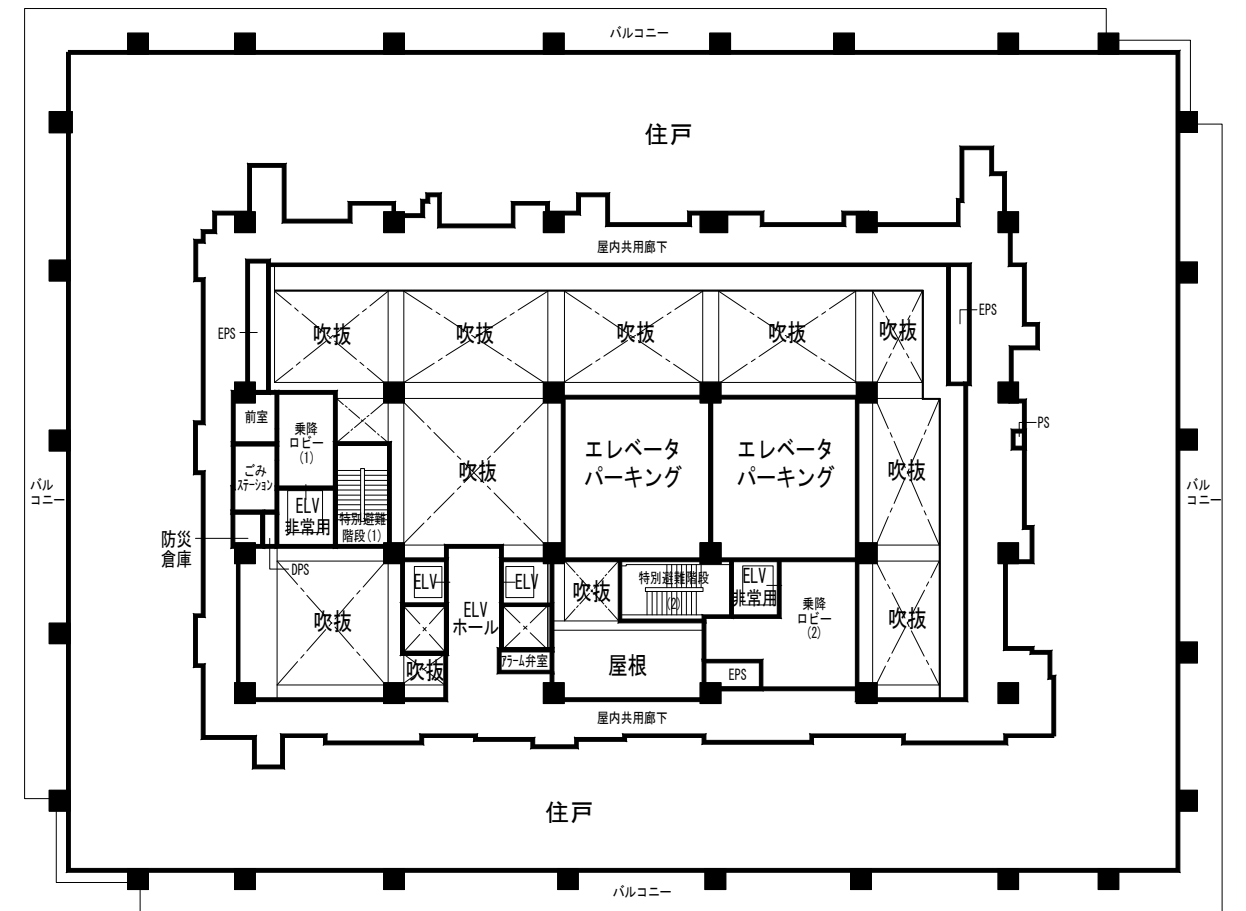 バルコニー
住戸
屋内共用廊下
EPS
吹抜
吹抜
吹抜
吹抜
吹抜
EPS
前室
乗降
ロビー
(1)
エレベータ
パーキング
エレベータ
パーキング
PS
ごみ
ステーション
吹抜
吹抜
バル
コニー
バル
コニー
ELV
非常用
特別避難
階段(1)
防災
倉庫
DPS
ELV
ELV
ELV
ホール
吹抜
特別避難階段
(2)
ELV
非常用
乗降
ロビー
(2)
吹抜
吹抜
吹抜
アラーム弁室
屋根
EPS
屋内共用廊下
住戸
バルコニー